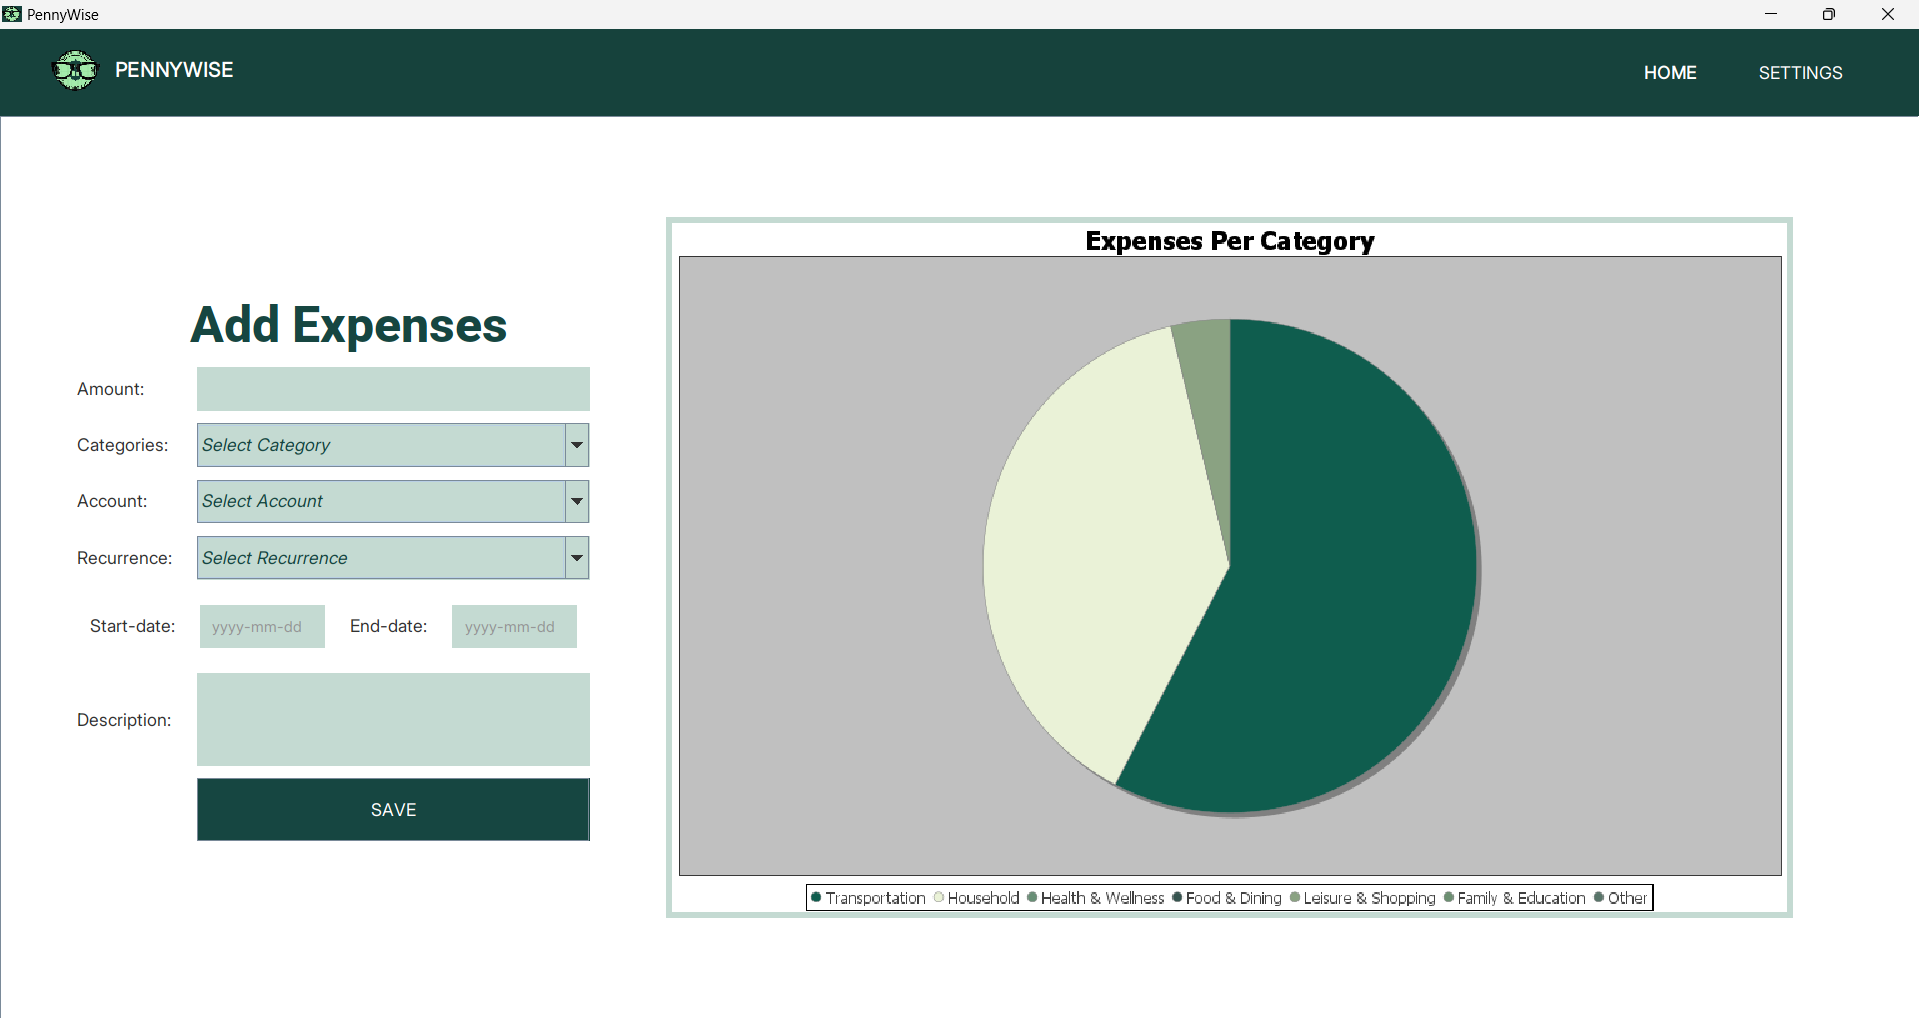 PennyWise
PENNYWISE
HOME
SETTINGS
Add Expenses
Amount:
Categories:
Select Category
Account:
Select Account
Recurrence:
Select Recurrence
Start-date:
yyyy-mm-dd
End-date:
yyyy-mm-dd
Description:
SAVE
Expenses Per Category
Transportation Household Health & Wellness Food & Dining Leisure & Shopping Family & Education Other